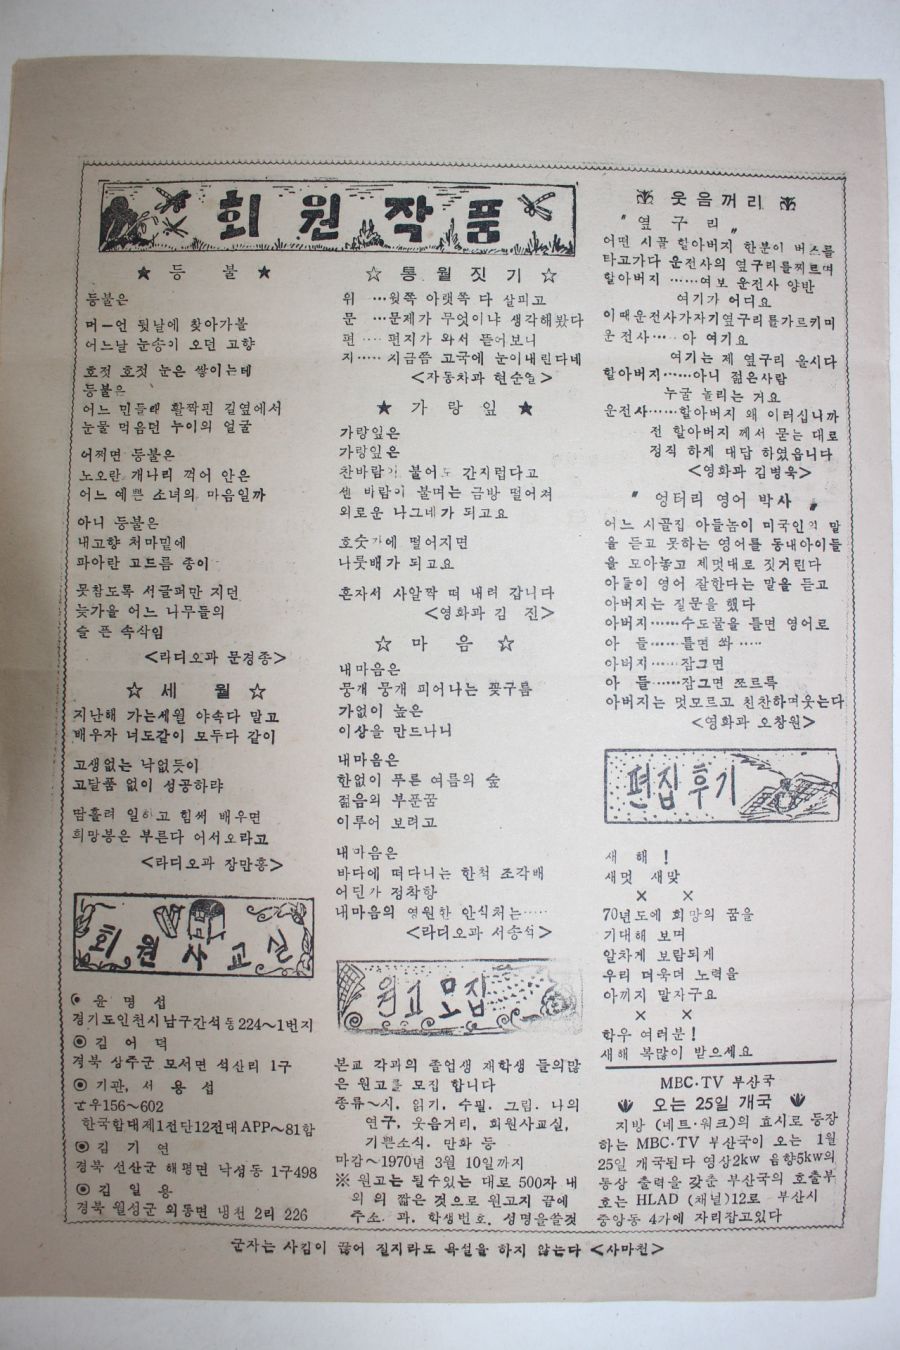 회원작품
★ 등 불 ★
등불은
머ー언 뒷날에 찾아가볼
어느날 눈송이 오던 고향
호젓 호젓 눈은 쌓이는테
등불은
어느 민들래 활짝핀 길옆에서
눈물 먹음던 누이의 얼굴
어쩌면 등불은
노오란 개나리 꺽어 안은
어느 예쁜 소녀의 마음일까
아니 등불은
내고향 처마밑에
파아란 고드름 종이
못참도록 서글퍼만 지던
늦가을 어느 나무들의
슬 픈 속삭임
<라디오과 문경종>
☆ 세 월 ☆
지난해 가는세월 야속다 말고
배우자 너도같이 모두다 같이
고생없는 낙없듯이
고달품 없이 성공하랴
땀흘려 일하고 힘써 배우면
희망봉은 부른다 어서오라고
<라디오과 장만흥>
회원사교실
◉ 윤 명 섭
경기도인천시남구간석동224～1번지
◎ 김 어 덕
경북 상주군 모서면 석산리 1구
◎ 기관, 서 용 섭
군우156～602
한국합대제1전단12전대APP～81함
◎ 김 기 연
경북 선산군 해평면 낙성동 1구498
◎ 김 일 용
경북 월성군 외동면 냉천 2리 226
☆ 통월짓기 ☆
위 …윗쪽 아랫쪽 다 살피고
문 …문제가 무엇이냐 생각해봤다
편 …편지가 와서 뜯어보니
지…… 지금쯤 고국에 눈이내린다네
<자동차과 현순열>
★ 가랑잎 ★
가랑잎은
가랑잎은
찬바람가 불어도 간지럽다고
센 바람이 불며는 금방 떨어져
외로운 나그네가 되고요
호숫가에 떨어지면
나룻배가 되고요
혼자서 사알짝 떠 내려 갑니다
<영화과 김 진>
☆ 마 음 ☆
내마음은
뭉개 뭉개 피어나는 꽃구름
가없이 높은
이상을 만드나니
내마음은
한없이 푸른 여름의 숲
젊음의 부푼꿈
이루어 보려고
내마음은
바다에 떠다니는 한척 조각배
어딘가 정착항
내마음의 영원한 안식처는……
<라디오과 서송석>
원고모집
본교 각과의 졸업생 재학생 들의많
은 원고를 모집 합니다
종류～시. 읽기. 수필. 그림. 나의
연구, 웃음거리, 회원사교실,
기쁜소식. 만화 등
마감～1970년 3월 10일까지
※ 원고는 될수있는 대로 500자 내
외 의 짧은 것으로 원고지 끝에
주소. 과. 학생번호. 성명을쓸것
웃음꺼리
〃옆구리〃
어떤 시골 할아버지 한분이 버스를
타고가다 운전사의 옆구리를찌르며
할아버지 ……여보 운전사 양반
여기가 어디요
이때운전사가자기옆구리를가르키며
운전사…… 아 여기요
여기는 제 옆구리 올시다
할아버지……아니 젊은사람
누굴 놀리는 거요
운전사……할아버지 왜 이러십니까
전 할아버지 께서 묻는 대로
정직 하게 대답 하였읍니다
<영화과 김병욱>
〃엉터리 영어 박사〃
어느 시골집 아들놈이 미국인의 말
을 듣고 못하는 영어를 동내아이들
을 모아놓고 제멋대로 짓거린다
아들이 영어 잘한다는 말을 듣고
아버지는 질문을 했다
아버지……수도물을 틀면 영어로
아 들……틀면 쏴 ……
아버지……잠그면
아 들……잠그면 쪼르륵
아버지는 멋모르고 칭찬하며웃는다
<영화과 오창원>
편집후기
새 해 !
새멋 새맞
× ×
70년도에 희망의 꿈을
기대해 보며
알차게 보람되게
우리 더욱더 노력을
아끼지 말자구요
× ×
학우 여러분!
새해 복많이 받으세요
MBC·TV 부산국
오는 25일 개국
지방 (네트·워크)의 효시로 등장
하는 MBC·TV 부산국이 오는 1월
25일 개국된다 영상2kw 음향5kw의
동상 출력을 갖춘 부산국의 호출부
호는 HLAD (채널)12로 부산시
중앙동 4가에 자리잡고있다
군자는 사귐이 끊어 질지라도 욕설을 하지 않는다 <사마천>